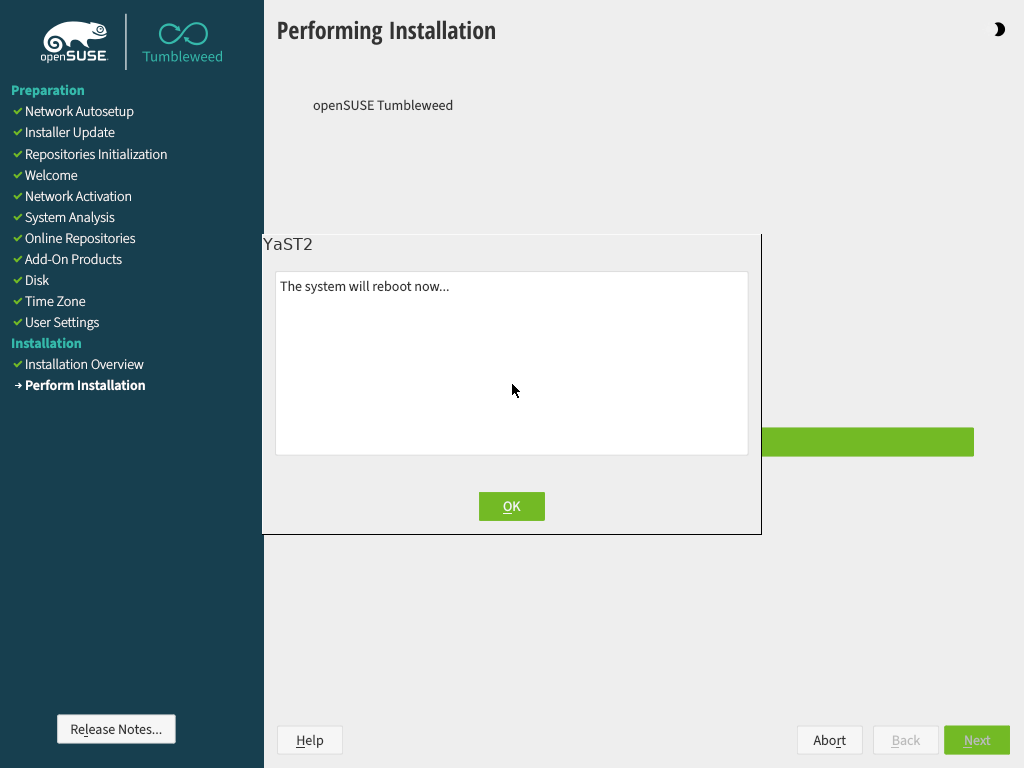 openSUSE
Tumbleweed
Preparation
Network Autosetup
Installer Update
Repositories Initialization
Welcome
Network Activation
System Analysis
Online Repositories
Add-On Products
Disk
Time Zone
User Settings
Installation
Installation Overview
Perform Installation
Release Notes...
Performing Installation
openSUSE Tumbleweed
YaST2
The system will reboot now...
OK
Help
Abort
Back
Next